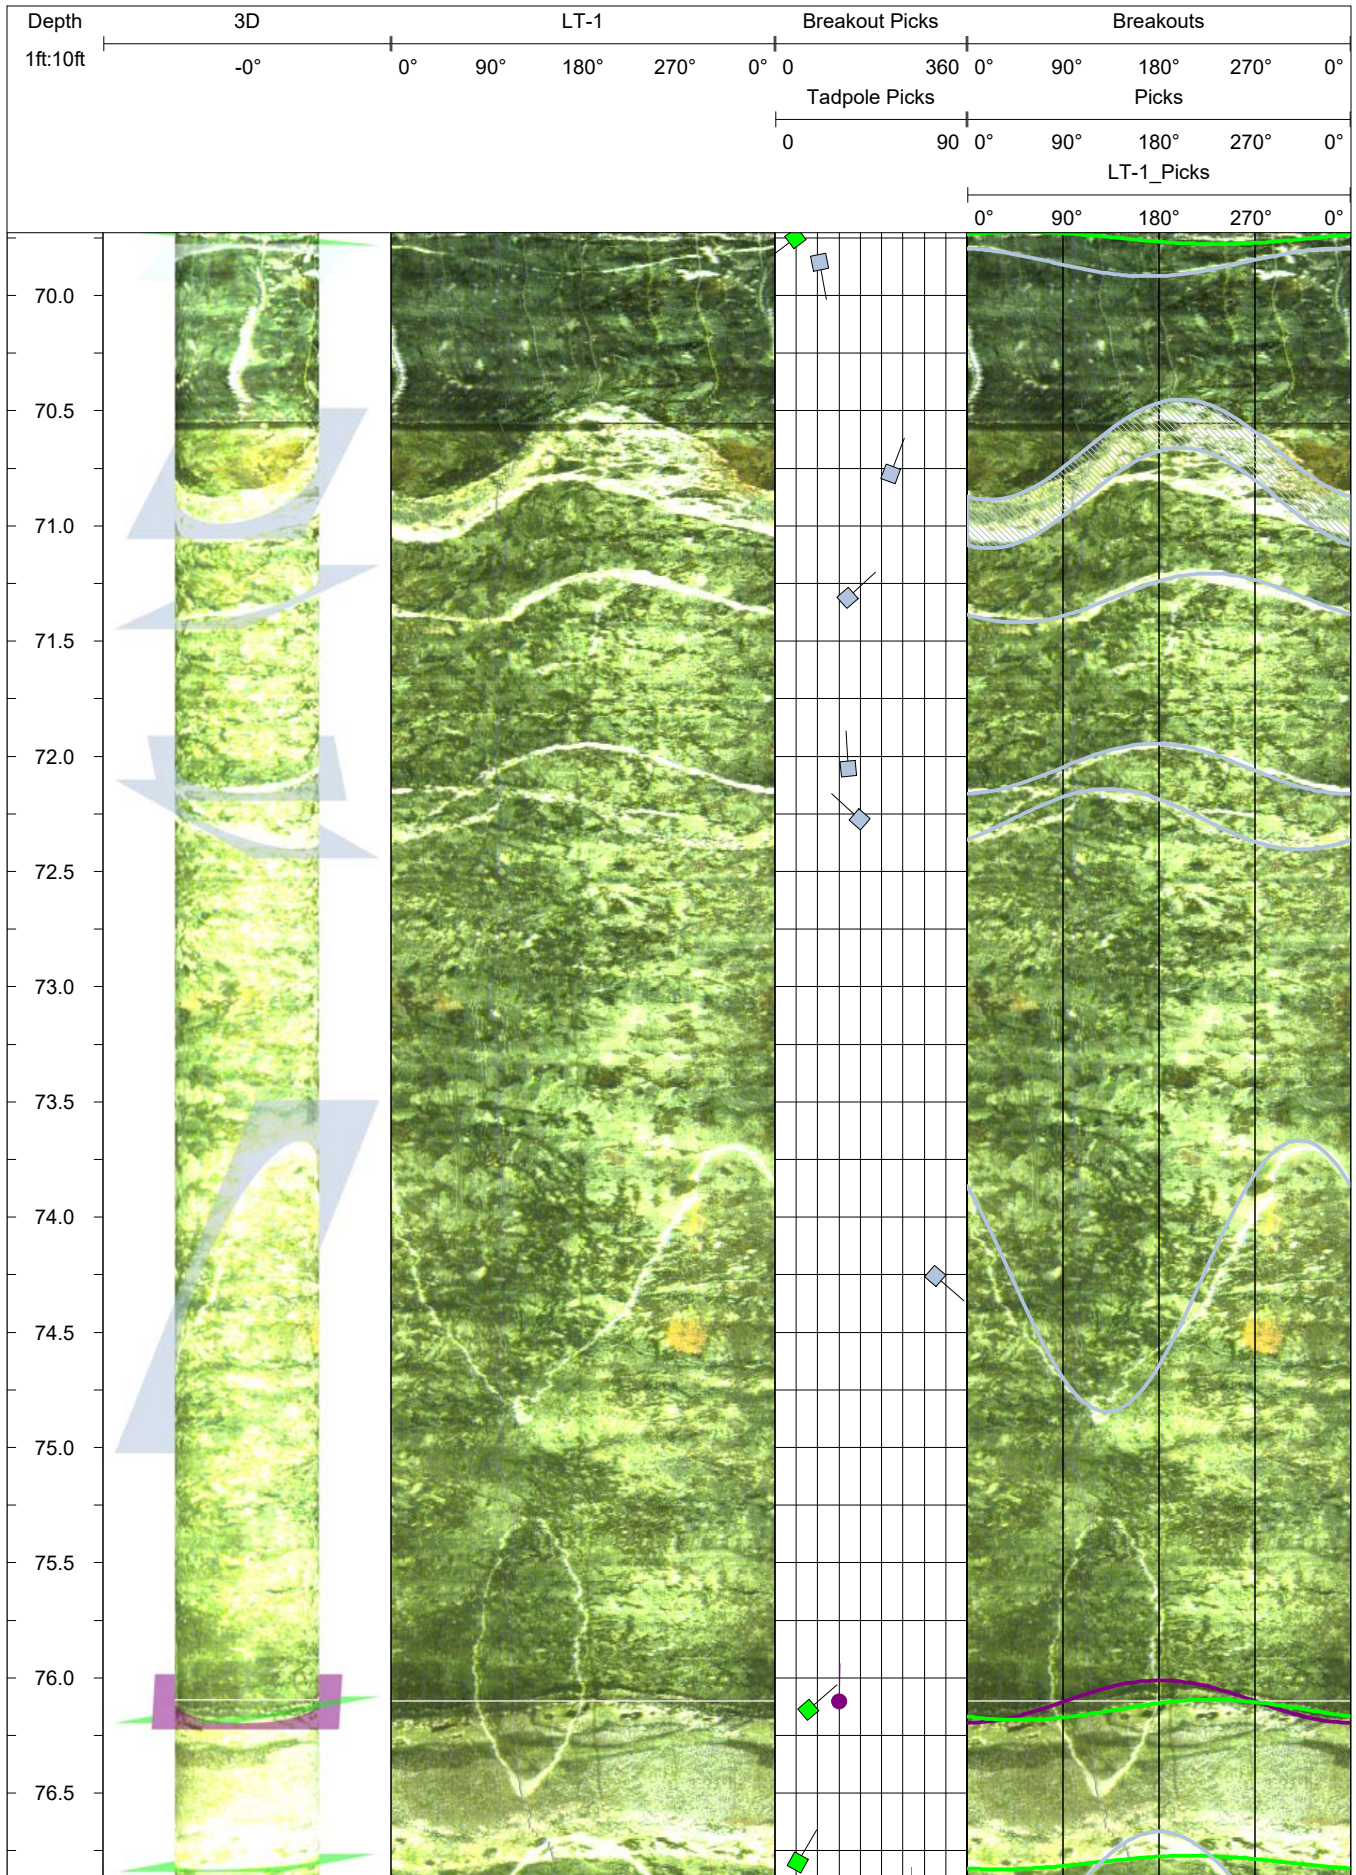 Depth 3D LT-1 Breakout Picks Breakouts
1ft:10ft -0° 0° 90° 180° 270° 0° 0 360 0° 90° 180° 270° 0°
Tadpole Picks Picks
0 90 0° 90° 180° 270° 0°
LT-1_Picks
0° 90° 180° 270° 0°
70.0
70.5
71.0
71.5
72.0
72.5
73.0
73.5
74.0
74.5
75.0
75.5
76.0
76.5